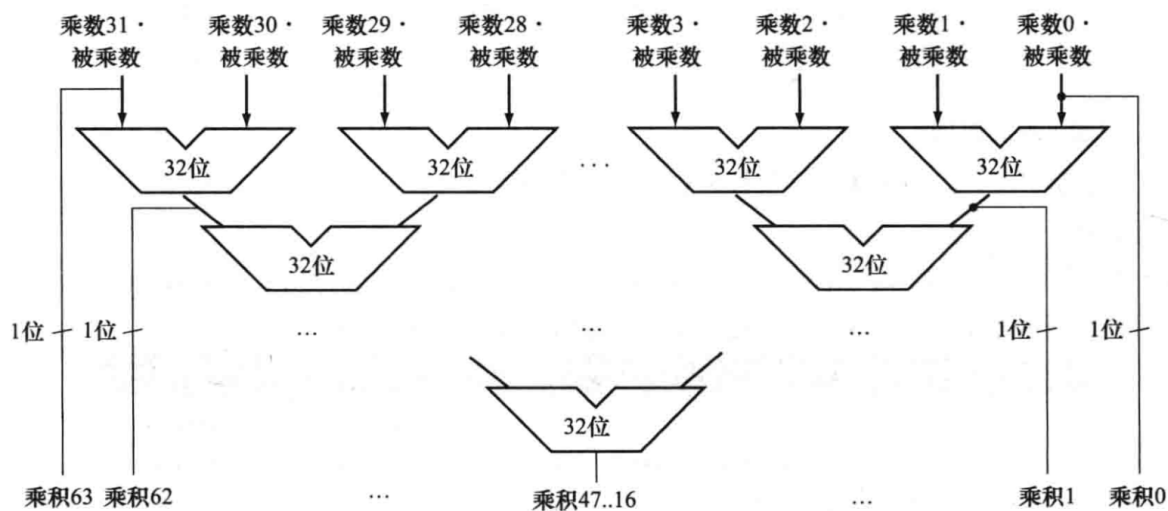 乘数31· 乘数30· 乘数29· 乘数28· 乘数3· 乘数2· 乘数1· 乘数0·
被乘数 被乘数 被乘数 被乘数 被乘数 被乘数 被乘数 被乘数
32位 32位 ... 32位 32位
32位 32位
1位 1位 ... ... ... 1位 1位
32位
乘积63 乘积62 ... 乘积47..16 ... 乘积1 乘积0